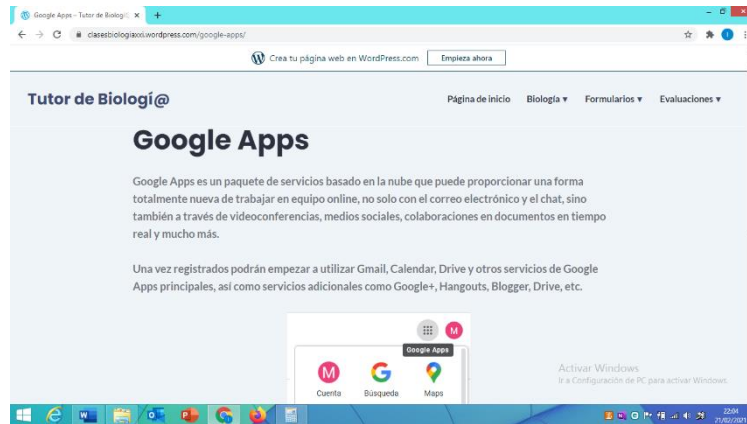 Google Apps – Tutor de Biologí
clasesbiologiaxxi.wordpress.com/google-apps/
Crea tu página web en WordPress.com Empieza ahora
Tutor de Biologí@
Página de inicio Biología Formularios Evaluaciones
Google Apps
Google Apps es un paquete de servicios basado en la nube que puede proporcionar una forma
totalmente nueva de trabajar en equipo online, no solo con el correo electrónico y el chat, sino
también a través de videoconferencias, medios sociales, colaboraciones en documentos en tiempo
real y mucho más.
Una vez registrados podrán empezar a utilizar Gmail, Calendar, Drive y otros servicios de Google
Apps principales, así como servicios adicionales como Google+, Hangouts, Blogger, Drive, etc.
M
Google Apps
M
Cuenta Búsqueda Maps
Activar Windows
Ir a Configuración de PC para activar Windows.
22:04
21/02/2021